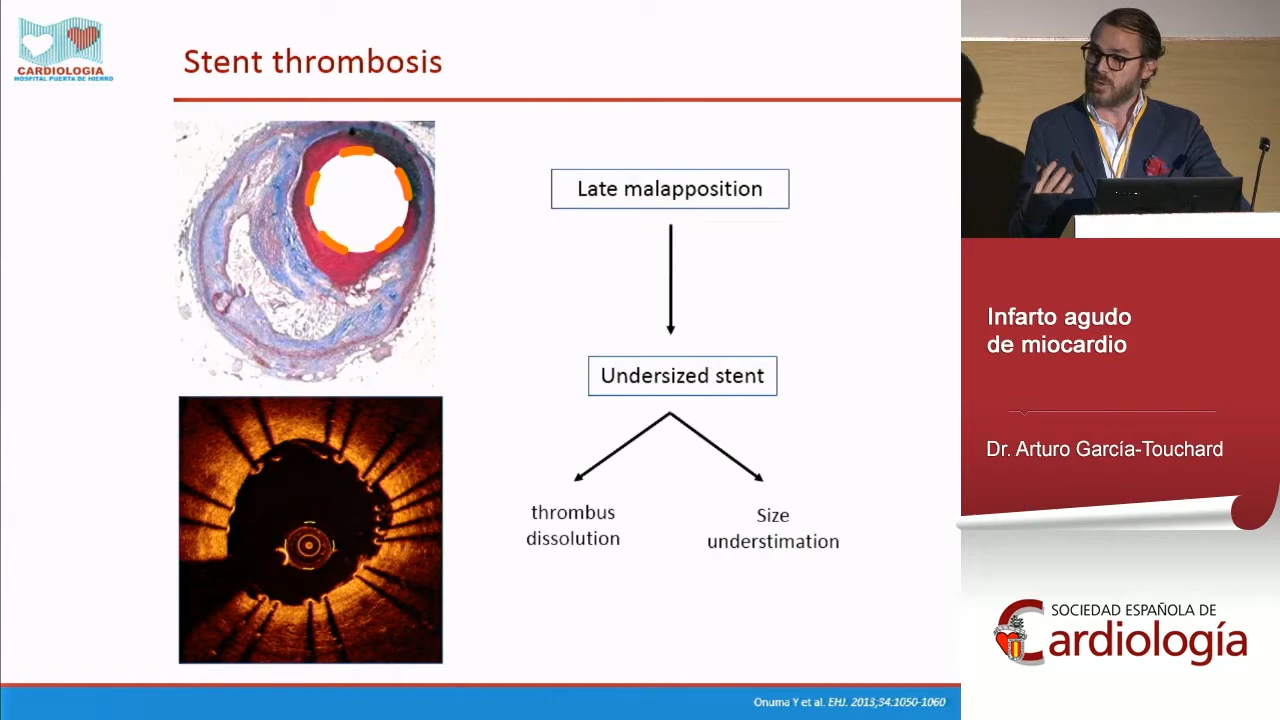 CARDIOLOGIA
HOSPITAL PUERTA DE HIERRO
Stent thrombosis
Late malapposition
Undersized stent
thrombus
dissolution
Size
understimation
Onuma Y et al. EHJ. 2013;34:1050-1060
Infarto agudo
de miocardio
Dr. Arturo García-Touchard
SOCIEDAD ESPAÑOLA DE
Cardiología